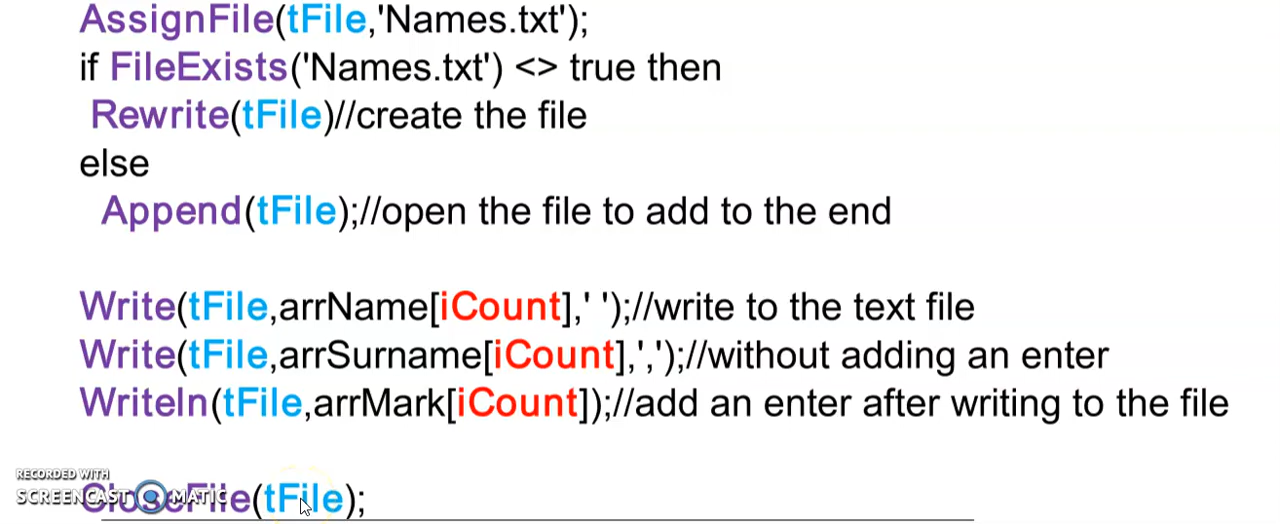 AssignFile(tFile,'Names.txt');
if FileExists('Names.txt') <> true then
Rewrite(tFile)//create the file
else
Append(tFile);//open the file to add to the end
Write(tFile,arrName[iCount],' ');//write to the text file
Write(tFile,arrSurname[iCount],',');//without adding an enter
Writeln(tFile,arrMark[iCount]);//add an enter after writing to the file
RECORDED WITH
SCREENCAST MATIC
CloseFile(tFile);